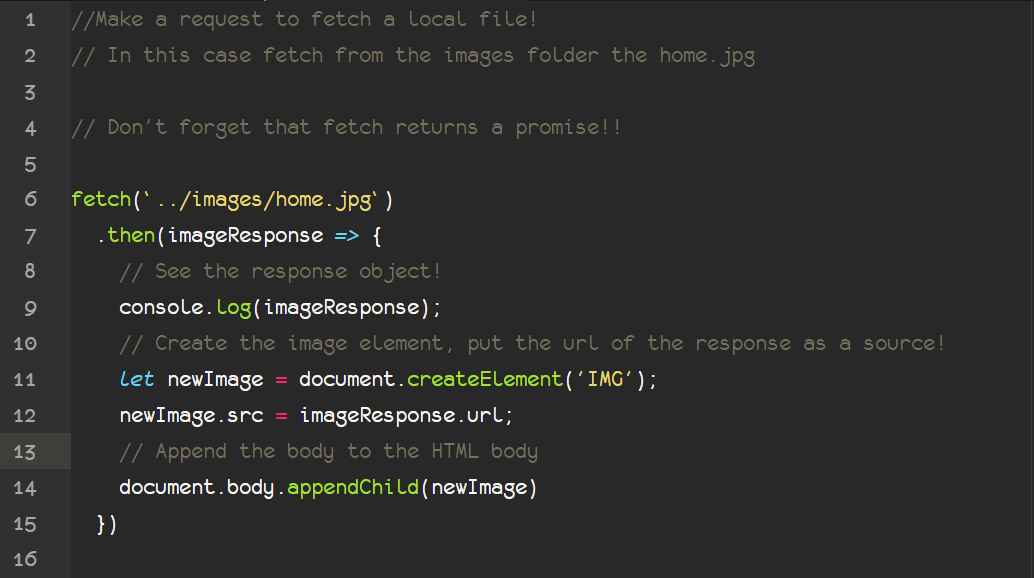 1 //Make a request to fetch a local file!
2 // In this case fetch from the images folder the home.jpg
3
4 // Don't forget that fetch returns a promise!!
5
6 fetch(`../images/home.jpg`)
7 .then(imageResponse => {
8 // See the response object!
9 console.log(imageResponse);
10 // Create the image element, put the url of the response as a source!
11 let newImage = document.createElement('IMG');
12 newImage.src = imageResponse.url;
13 // Append the body to the HTML body
14 document.body.appendChild(newImage)
15 })
16